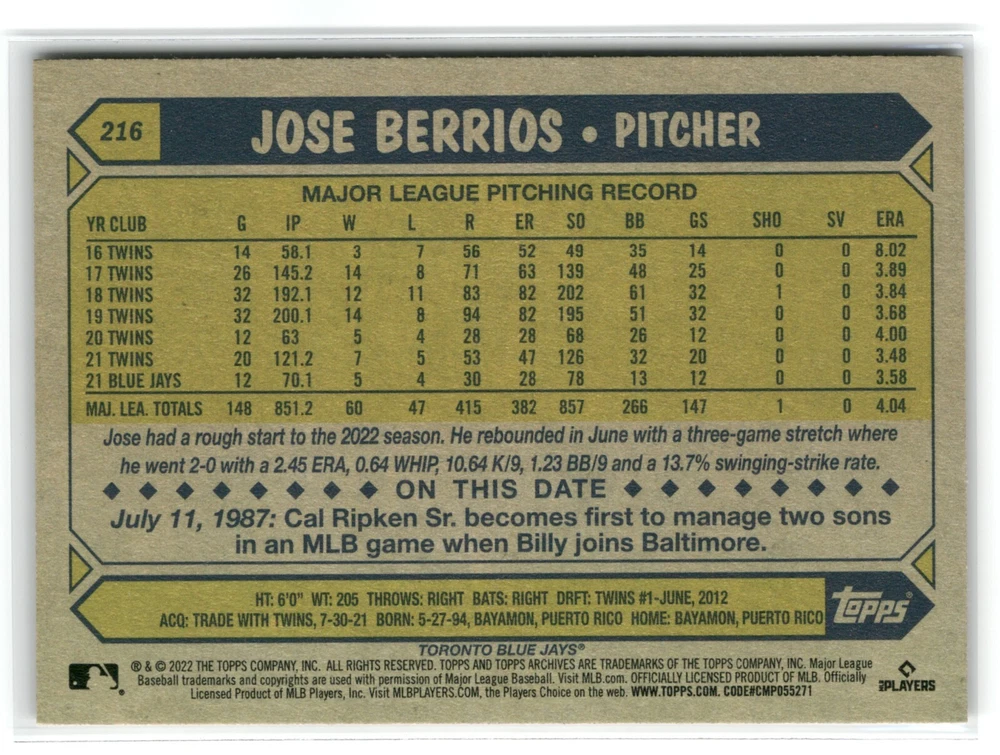 216
JOSE BERRIOS • PITCHER
MAJOR LEAGUE PITCHING RECORD
YR CLUB G IP W L R ER SO BB GS SHO SV ERA
16 TWINS 14 58.1 3 7 56 52 49 35 14 0 0 8.02
17 TWINS 26 145.2 14 8 71 63 139 48 25 0 0 3.89
18 TWINS 32 192.1 12 11 83 82 202 61 32 1 0 3.84
19 TWINS 32 200.1 14 8 94 82 195 51 32 0 0 3.68
20 TWINS 12 63 5 4 28 28 68 26 12 0 0 4.00
21 TWINS 20 121.2 7 5 53 47 126 32 20 0 0 3.48
21 BLUE JAYS 12 70.1 5 4 30 28 78 13 12 0 0 3.58
MAJ. LEA. TOTALS 148 851.2 60 47 415 382 857 266 147 1 0 4.04
Jose had a rough start to the 2022 season. He rebounded in June with a three-game stretch where
he went 2-0 with a 2.45 ERA, 0.64 WHIP, 10.64 K/9, 1.23 BB/9 and a 13.7% swinging-strike rate.
◆ ◆ ◆ ◆ ◆ ◆ ◆ ◆ ON THIS DATE ◆ ◆ ◆ ◆ ◆ ◆ ◆ ◆
July 11, 1987: Cal Ripken Sr. becomes first to manage two sons
in an MLB game when Billy joins Baltimore.
HT: 6'0" WT: 205 THROWS: RIGHT BATS: RIGHT DRFT: TWINS #1-JUNE, 2012
ACQ: TRADE WITH TWINS, 7-30-21 BORN: 5-27-94, BAYAMON, PUERTO RICO HOME: BAYAMON, PUERTO RICO
topps®
TORONTO BLUE JAYS®
® & © 2022 THE TOPPS COMPANY, INC. ALL RIGHTS RESERVED. TOPPS AND TOPPS ARCHIVES ARE TRADEMARKS OF THE TOPPS COMPANY, INC. Major League
Baseball trademarks and copyrights are used with permission of Major League Baseball. Visit MLB.com. OFFICIALLY LICENSED PRODUCT OF MLB. Officially
Licensed Product of MLB Players, Inc. Visit MLBPLAYERS.COM, the Players Choice on the web. WWW.TOPPS.COM. CODE#CMP055271
MLB PLAYERS